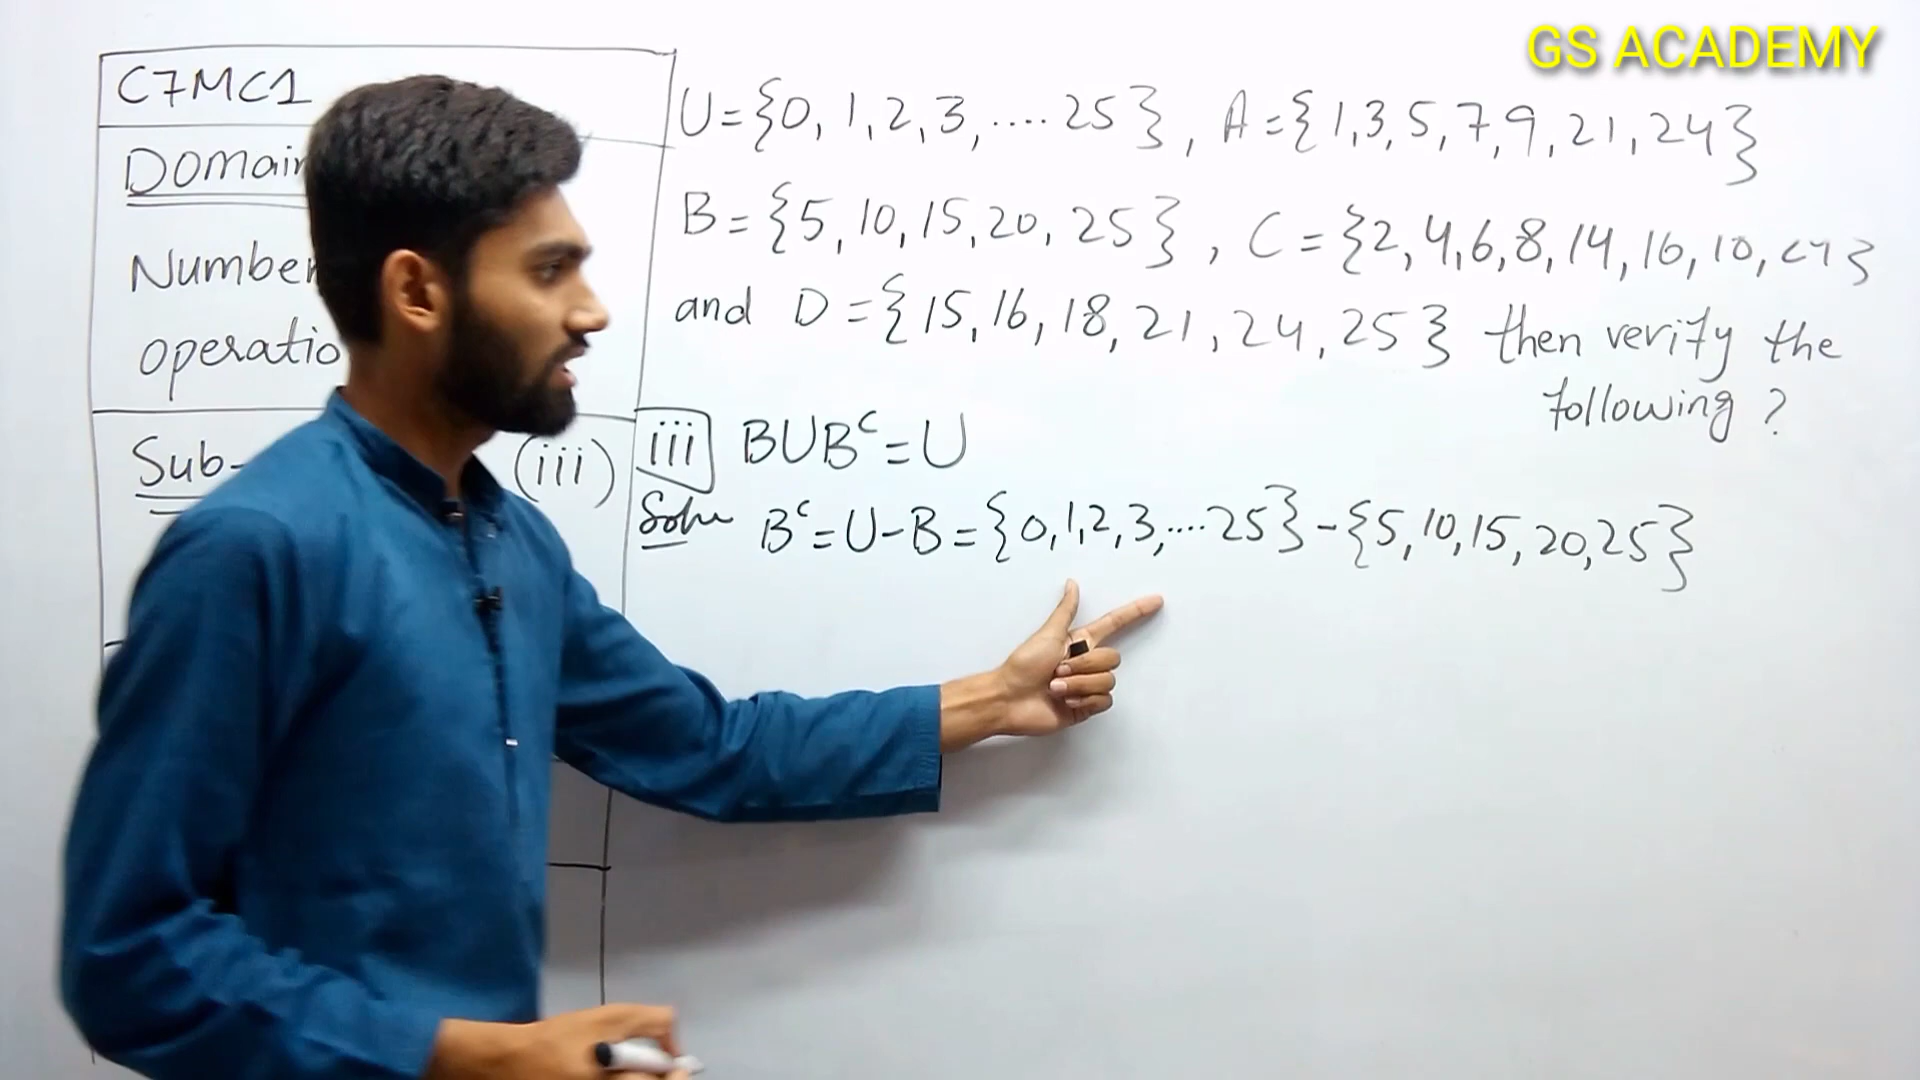 GS ACADEMY
C7MC1
Domain
Number
operatio
Sub-
(iii)
U={0, 1, 2, 3, .... 25}, A={1,3,5,7,9,21,24}
B={5,10,15,20,25}, C={2,4,6,8,14,16,
and D={15,16,18,21,24,25} then verify the
following?
iii B∪Bᶜ=U
Bᶜ=U-B={0,1,2,3,....25}-{5,10,15,20,25}